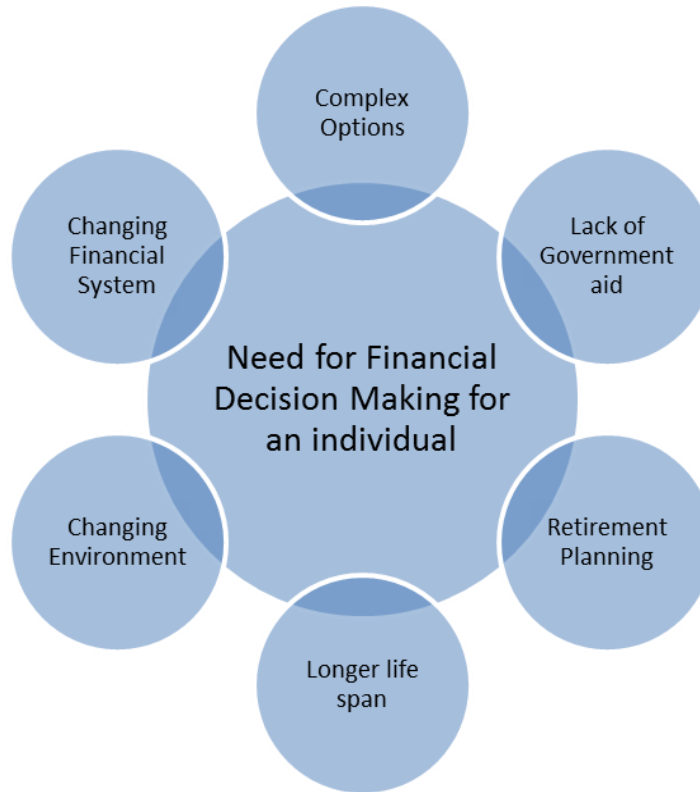 Complex
Options
Lack of
Government
aid
Retirement
Planning
Longer life
span
Changing
Environment
Changing
Financial
System
Need for Financial
Decision Making for
an individual